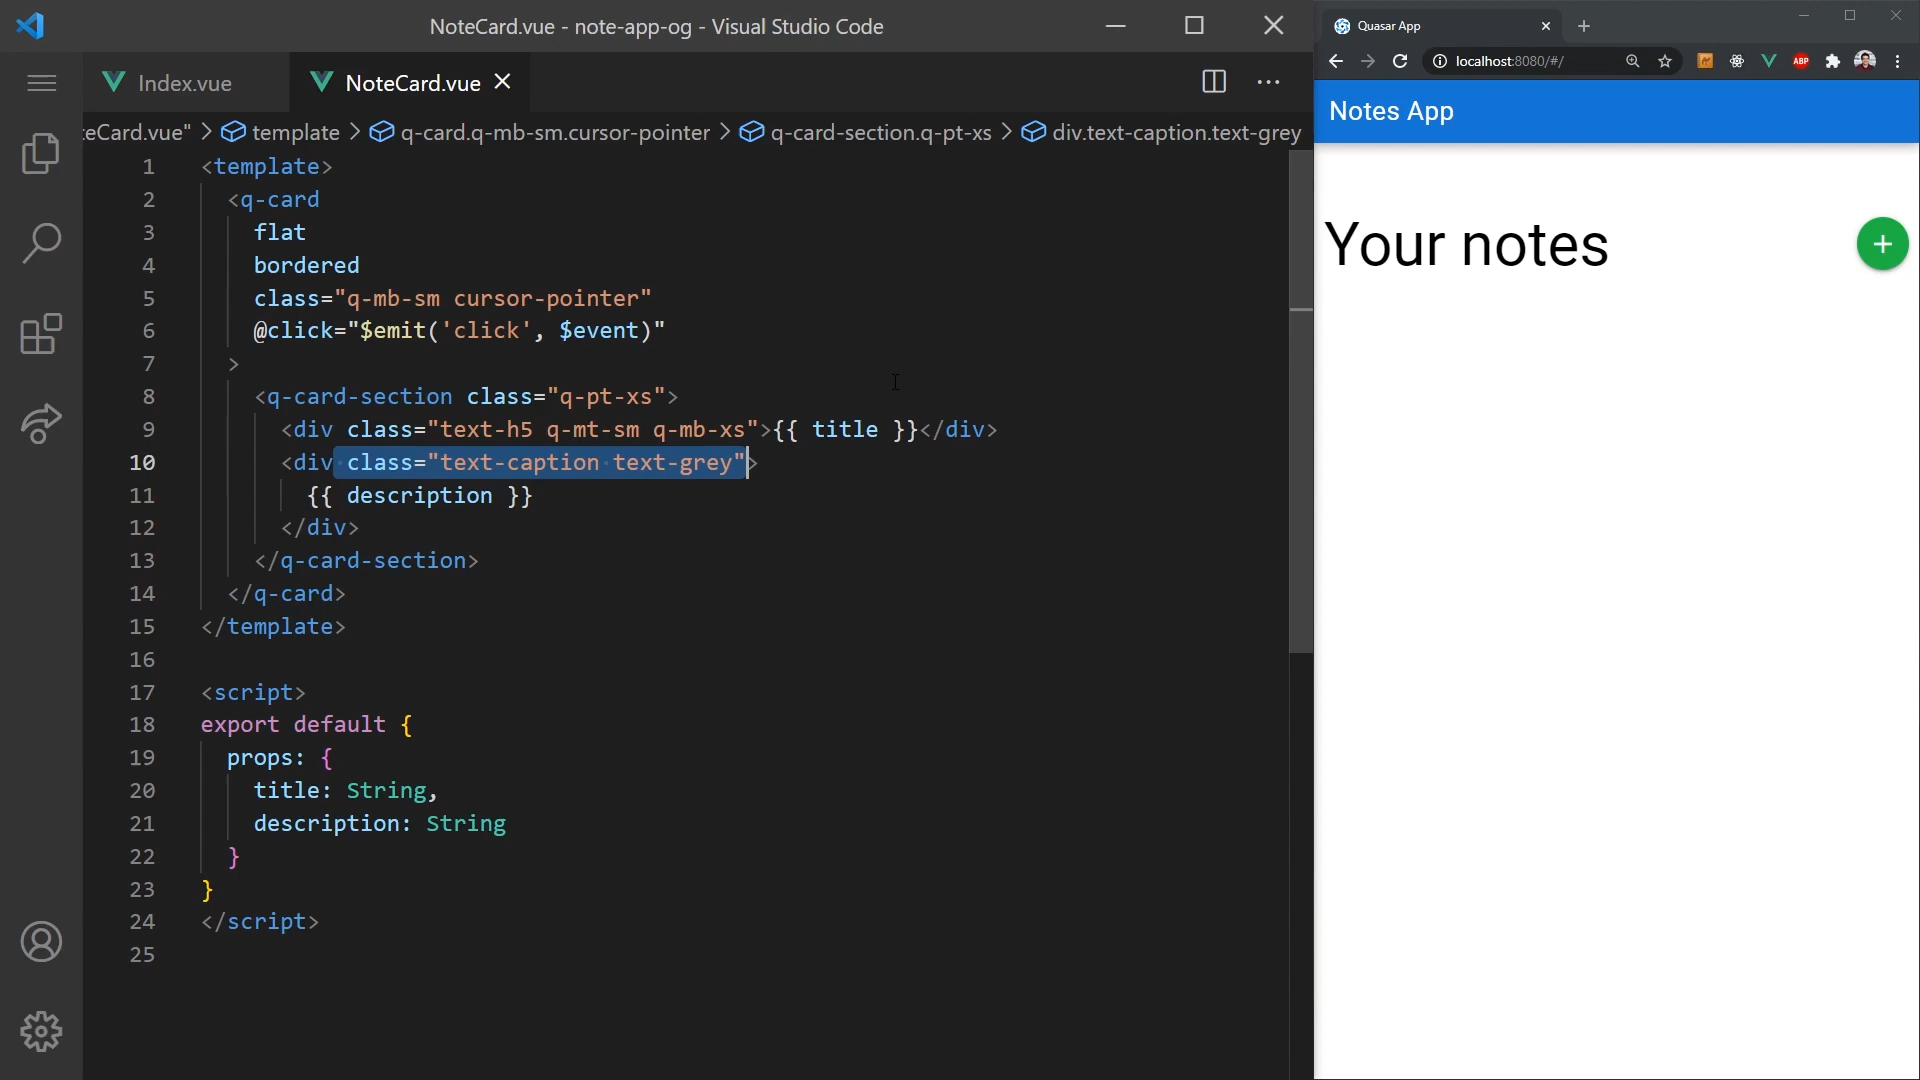 NoteCard.vue - note-app-og - Visual Studio Code
Index.vue
NoteCard.vue
eCard.vue" > template > q-card.q-mb-sm.cursor-pointer > q-card-section.q-pt-xs > div.text-caption.text-grey
1 <template>
2 <q-card
3 flat
4 bordered
5 class="q-mb-sm cursor-pointer"
6 @click="$emit('click', $event)"
7 >
8 <q-card-section class="q-pt-xs">
9 <div class="text-h5 q-mt-sm q-mb-xs">{{ title }}</div>
10 <div class="text-caption text-grey">
11 {{ description }}
12 </div>
13 </q-card-section>
14 </q-card>
15 </template>
16
17 <script>
18 export default {
19 props: {
20 title: String,
21 description: String
22 }
23 }
24 </script>
25
Quasar App
localhost:8080/#/
ABP
Notes App
Your notes
+